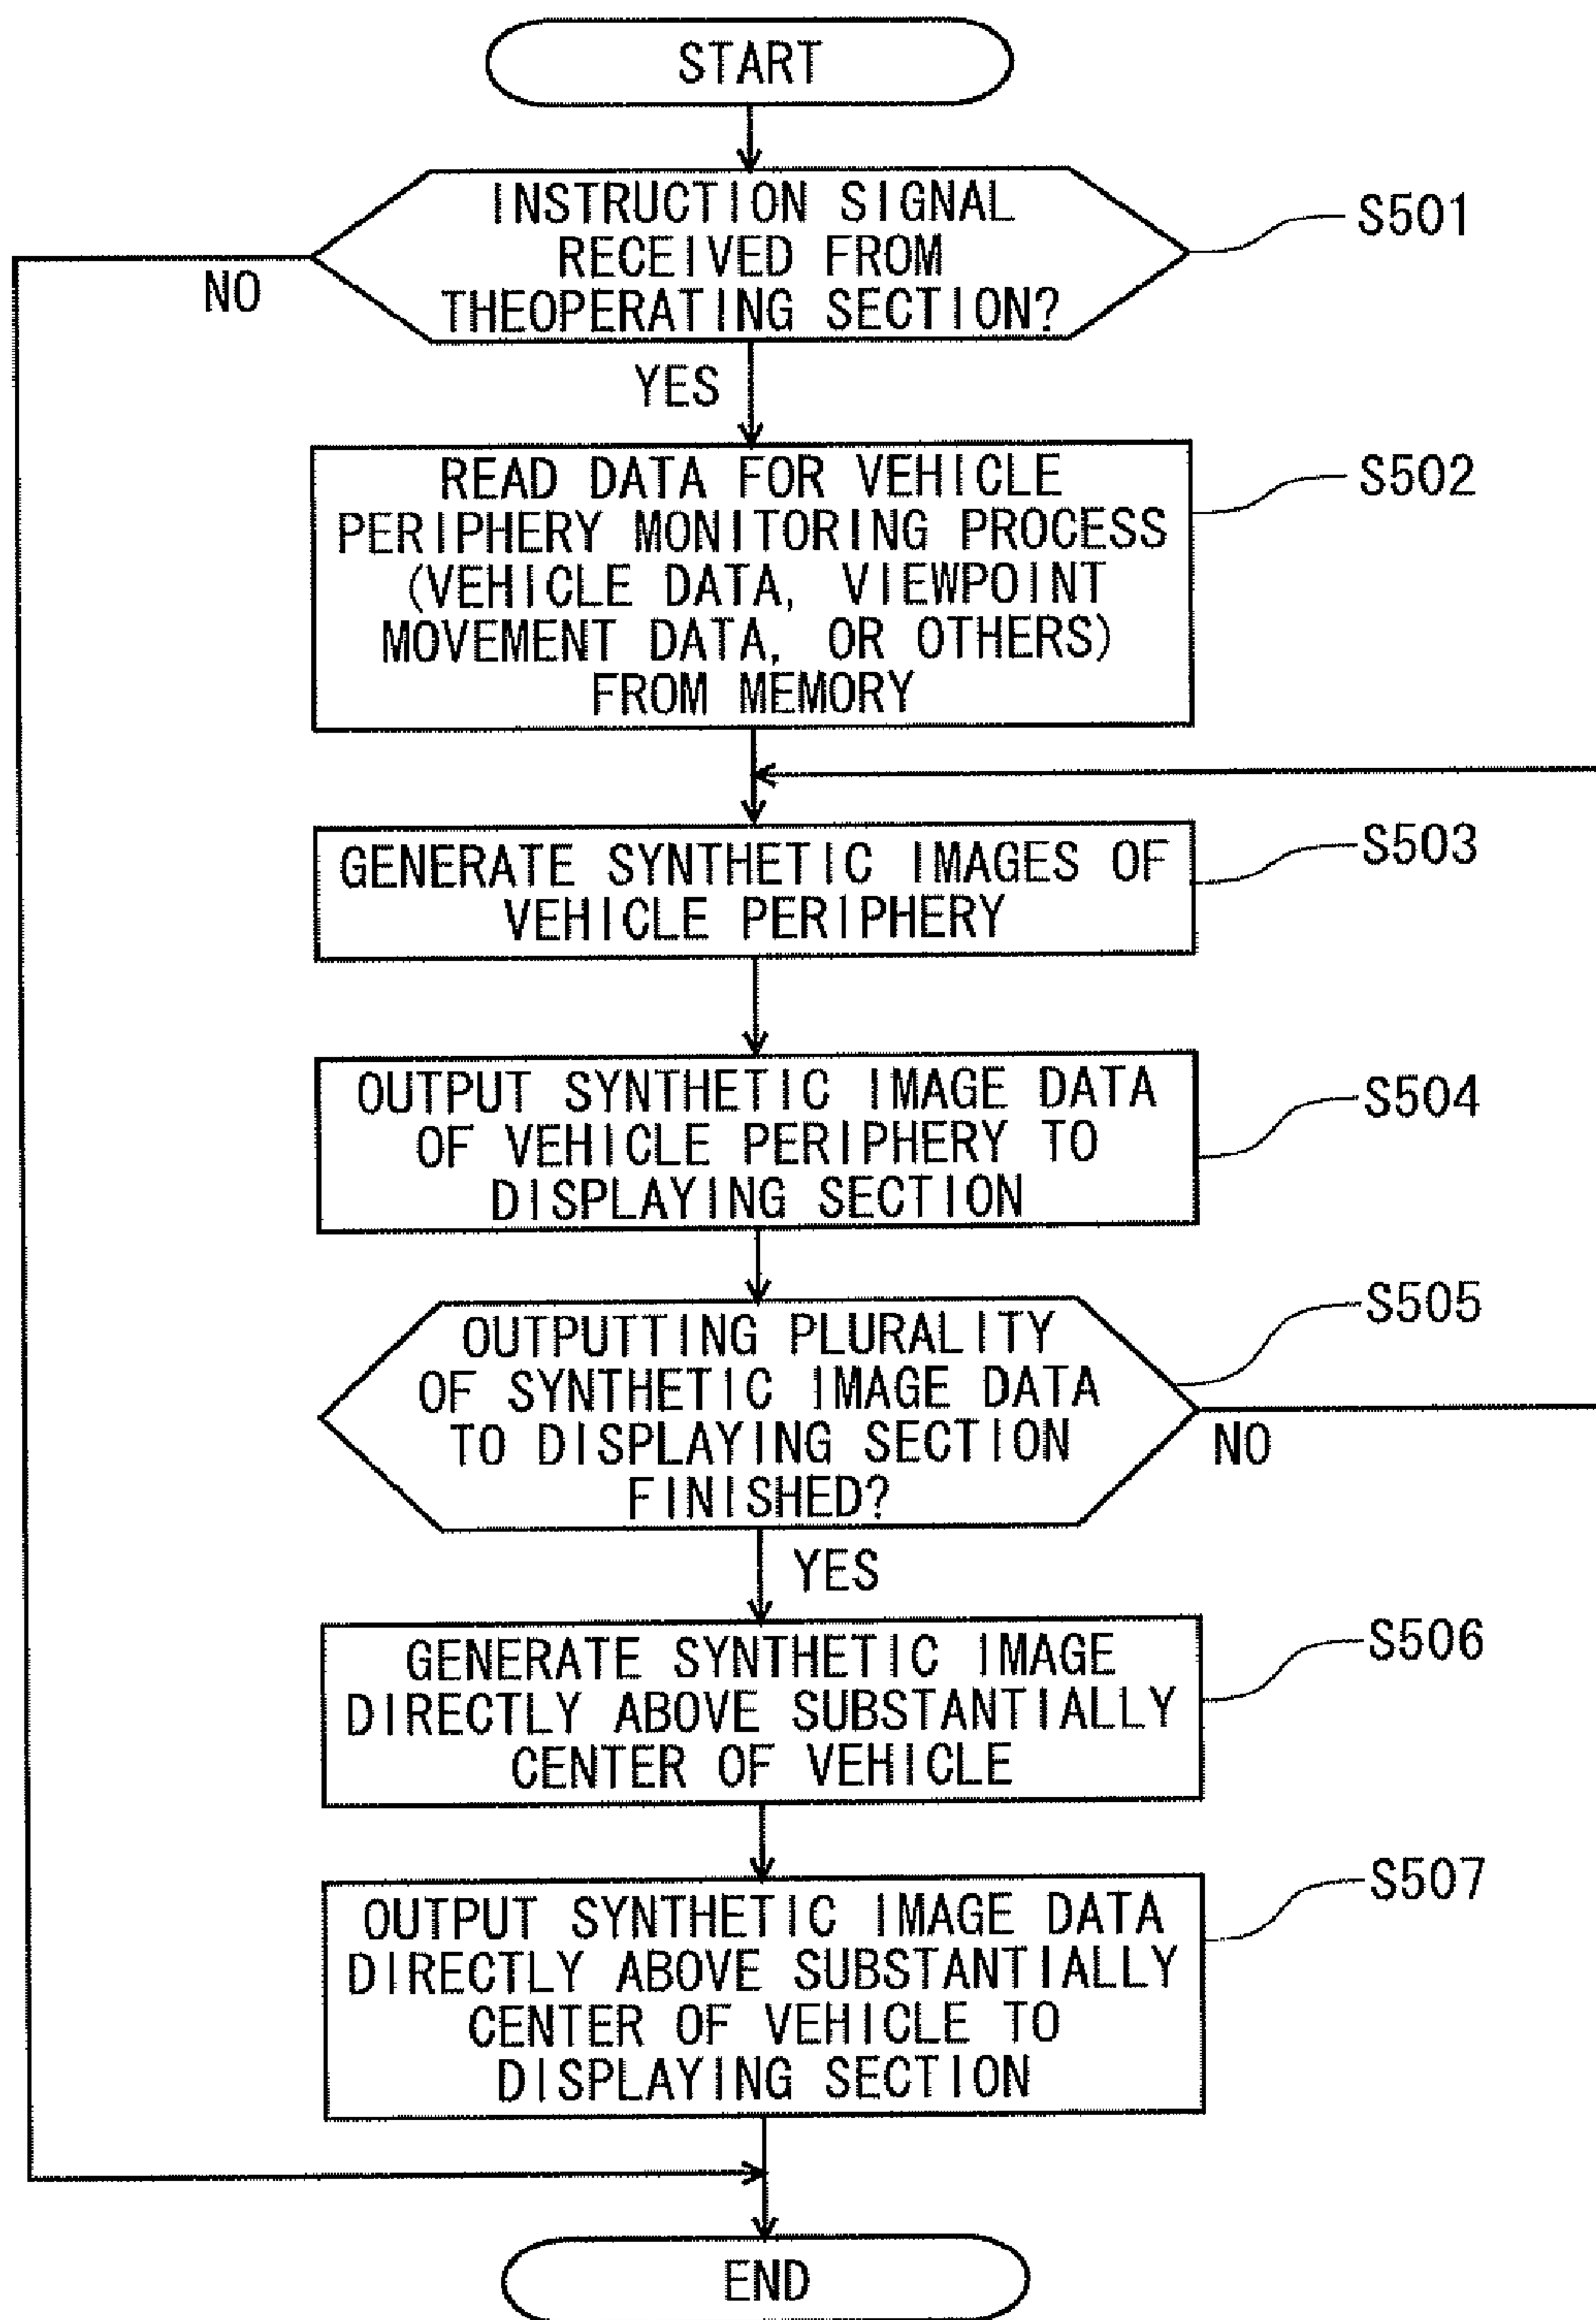 START
INSTRUCTION SIGNAL
RECEIVED FROM
THEOPERATING SECTION?
S501
NO
YES
READ DATA FOR VEHICLE
PERIPHERY MONITORING PROCESS
(VEHICLE DATA, VIEWPOINT
MOVEMENT DATA, OR OTHERS)
FROM MEMORY
S502
GENERATE SYNTHETIC IMAGES OF
VEHICLE PERIPHERY
S503
OUTPUT SYNTHETIC IMAGE DATA
OF VEHICLE PERIPHERY TO
DISPLAYING SECTION
S504
OUTPUTTING PLURALITY
OF SYNTHETIC IMAGE DATA
TO DISPLAYING SECTION
FINISHED?
S505
NO
YES
GENERATE SYNTHETIC IMAGE
DIRECTLY ABOVE SUBSTANTIALLY
CENTER OF VEHICLE
S506
OUTPUT SYNTHETIC IMAGE DATA
DIRECTLY ABOVE SUBSTANTIALLY
CENTER OF VEHICLE TO
DISPLAYING SECTION
S507
END